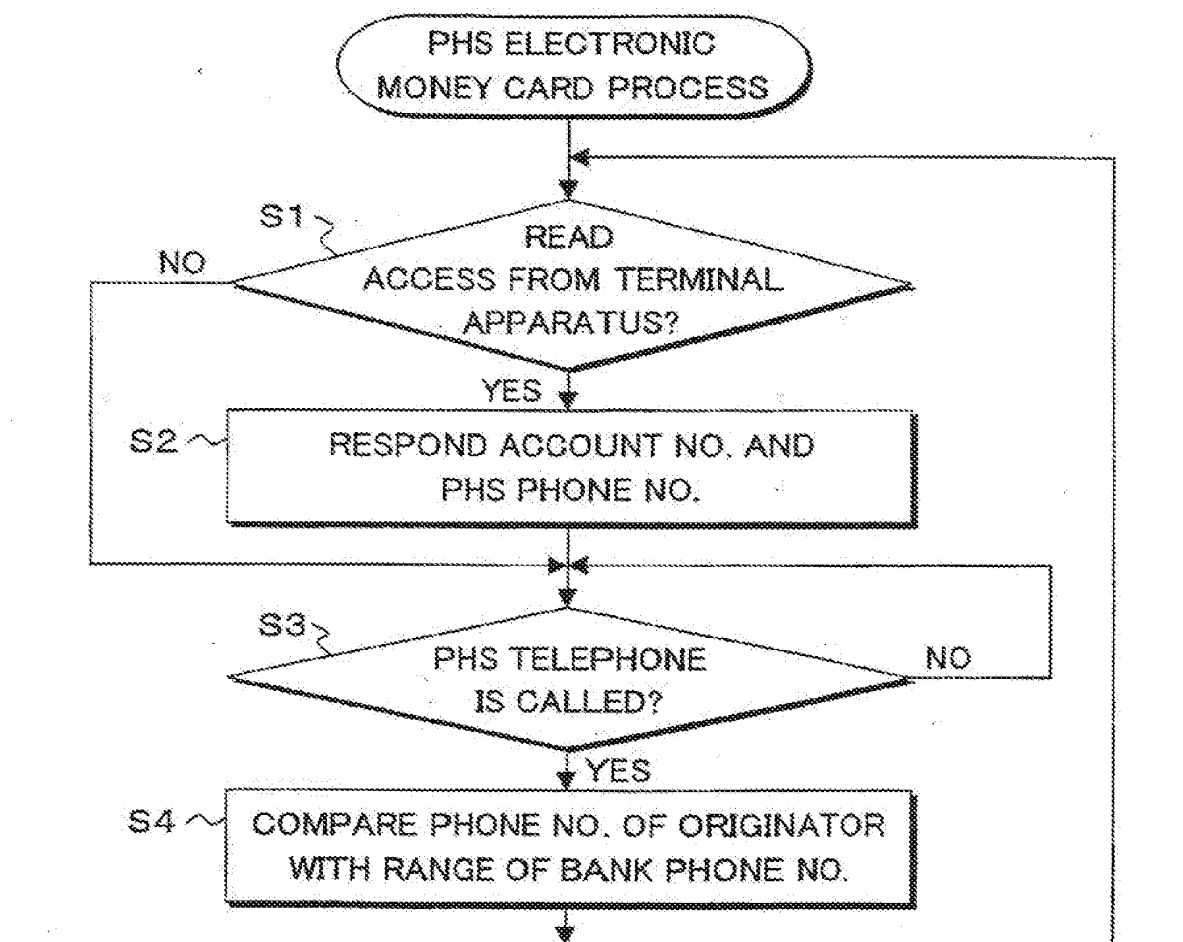 PHS ELECTRONIC
MONEY CARD PROCESS
S1
READ
ACCESS FROM TERMINAL
APPARATUS?
NO
YES
S2
RESPOND ACCOUNT NO. AND
PHS PHONE NO.
S3
PHS TELEPHONE
IS CALLED?
NO
YES
S4
COMPARE PHONE NO. OF ORIGINATOR
WITH RANGE OF BANK PHONE NO.